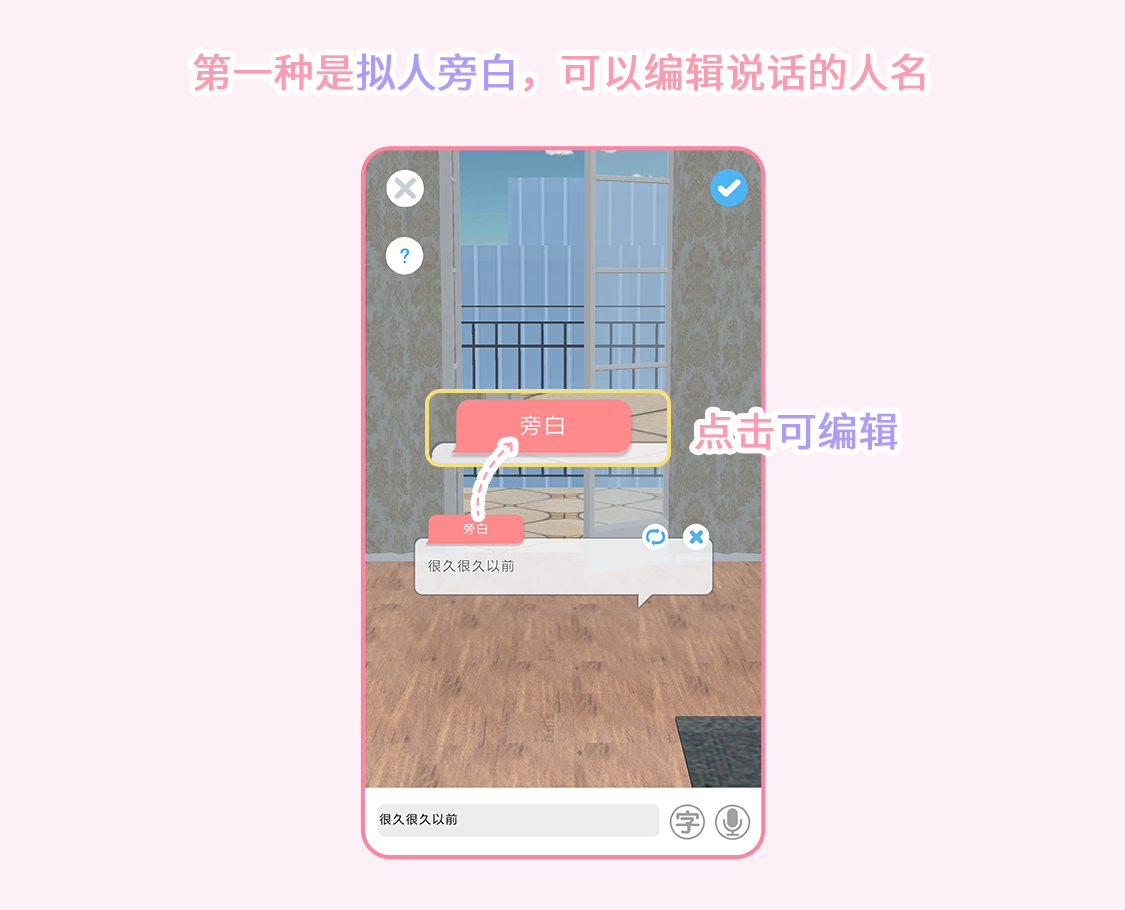 第一种是拟人旁白，可以编辑说话的人名
?
旁白
点击可编辑
旁白
很久很久以前
很久很久以前
字